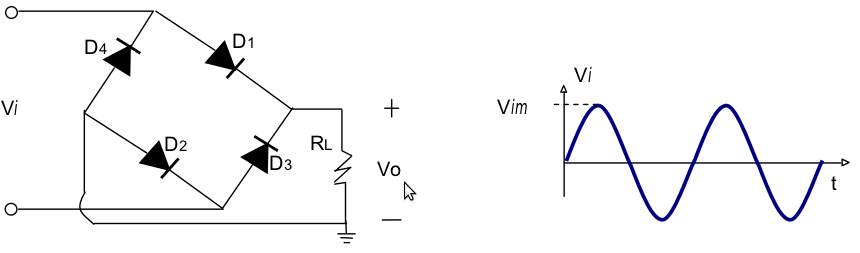 D4
D1
Vi
D2
D3
RL
+
Vo
—
Vi
Vim
t